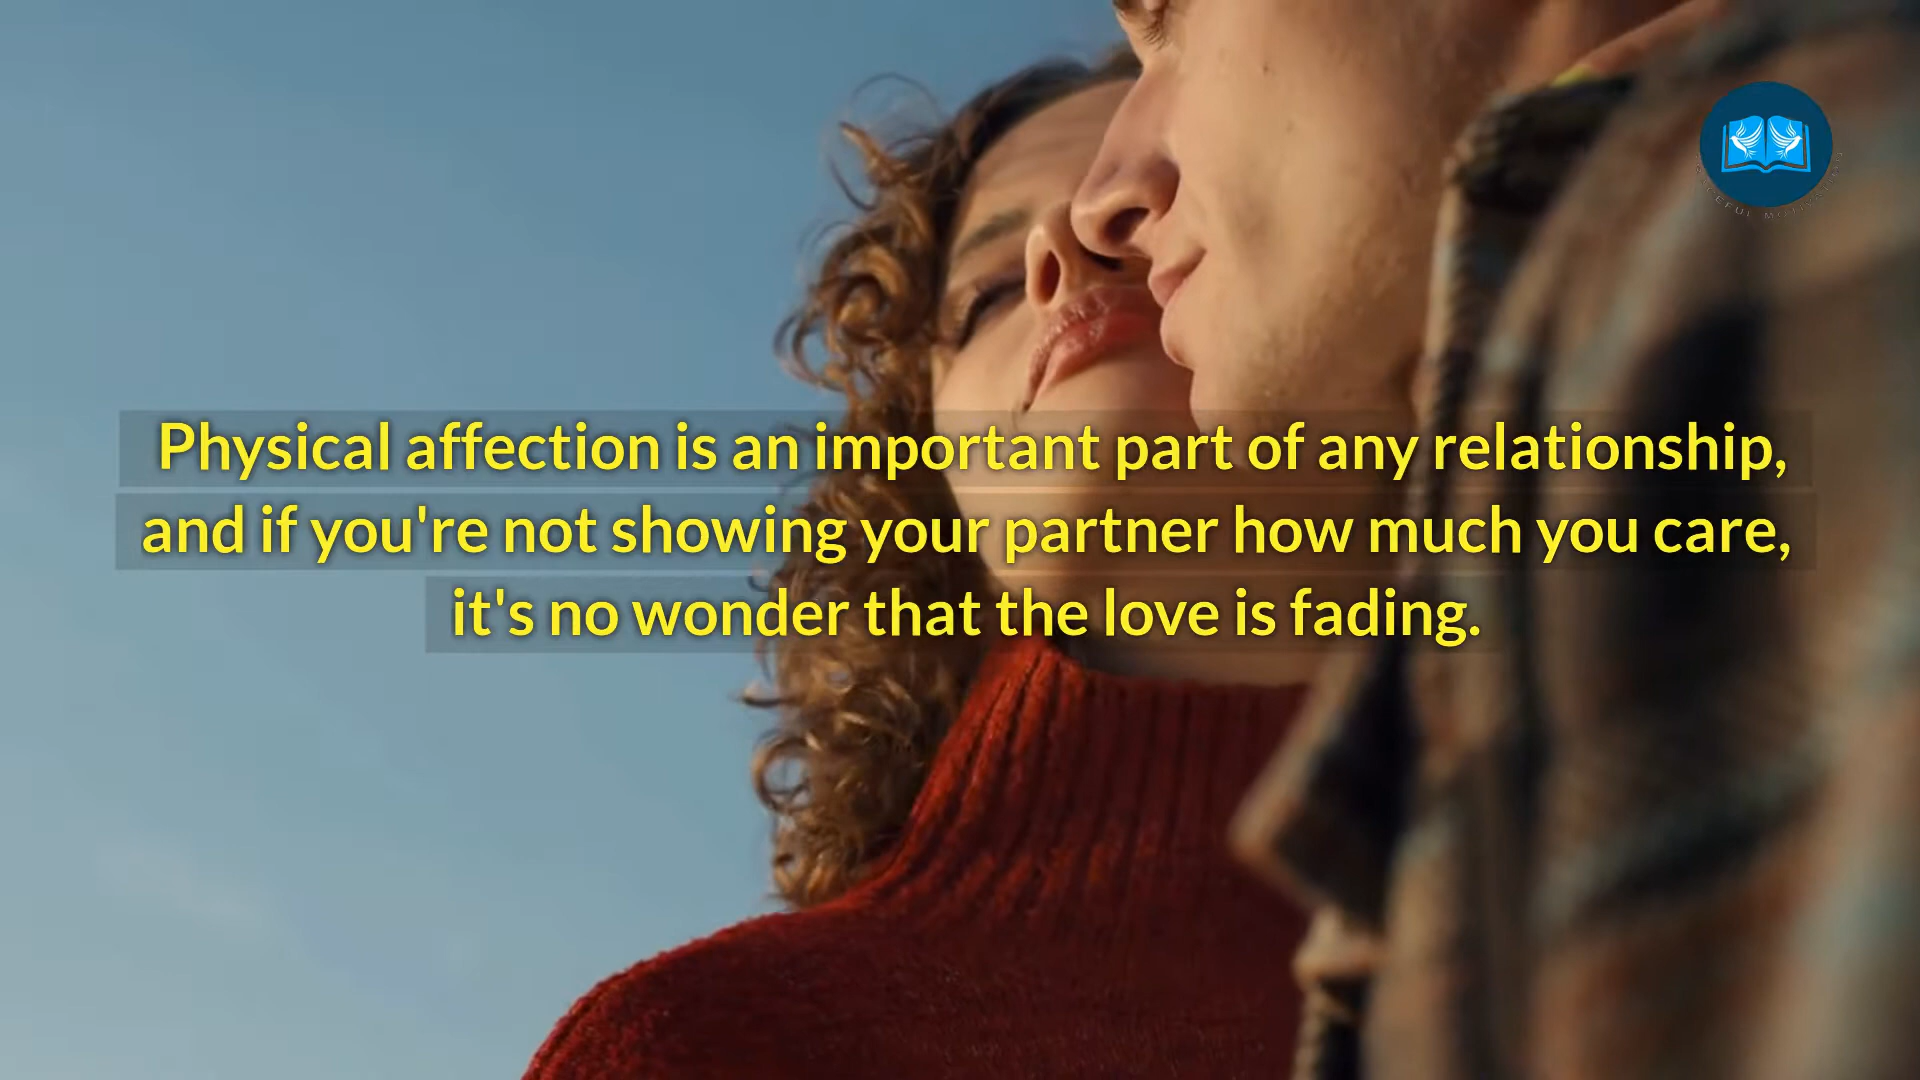 Physical affection is an important part of any relationship,
and if you're not showing your partner how much you care,
it's no wonder that the love is fading.